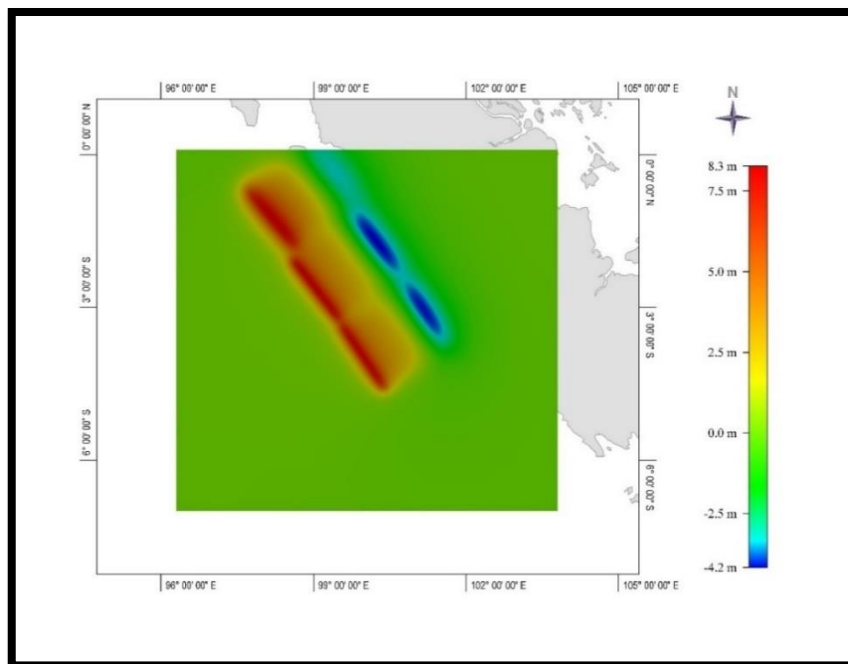 96° 00' 00" E 99° 00' 00" E 102° 00' 00" E 105° 00' 00" E
N
0° 00' 00" N
0° 00' 00" N
3° 00' 00" S
3° 00' 00" S
6° 00' 00" S
6° 00' 00" S
96° 00' 00" E 99° 00' 00" E 102° 00' 00" E 105° 00' 00" E
8.3 m
7.5 m
5.0 m
2.5 m
0.0 m
-2.5 m
-4.2 m